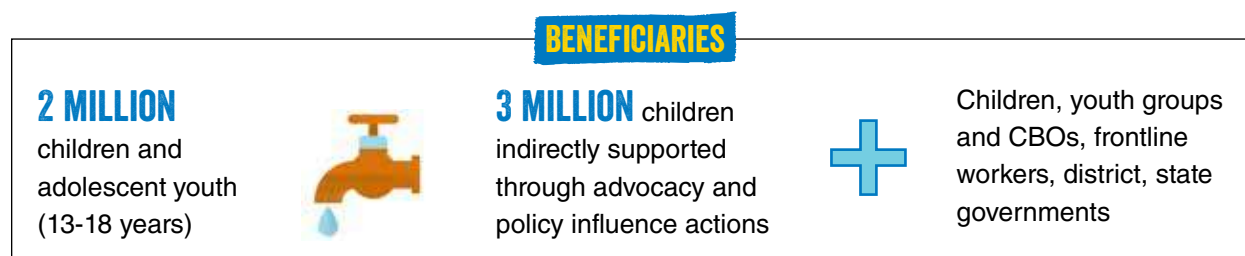 BENEFICIARIES
2 MILLION
children and
adolescent youth
(13-18 years)
3 MILLION children
indirectly supported
through advocacy and
policy influence actions
Children, youth groups
and CBOs, frontline
workers, district, state
governments